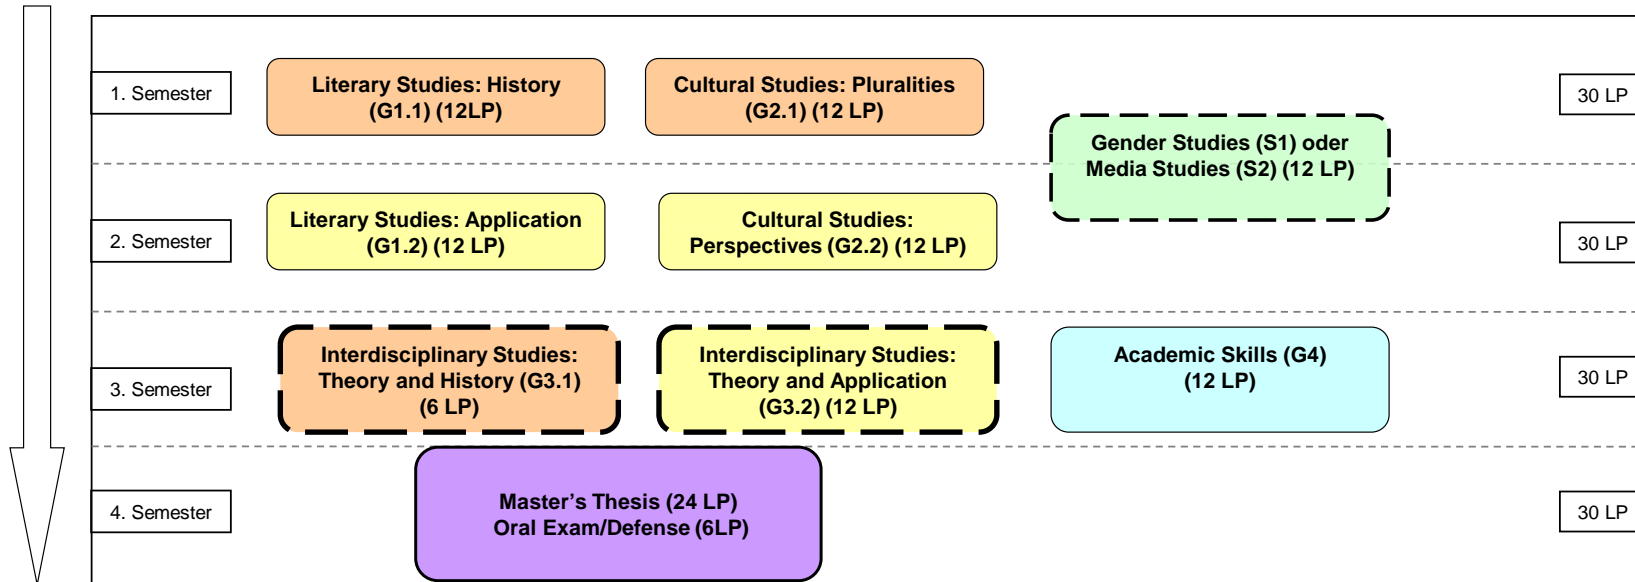 1. Semester
Literary Studies: History
(G1.1) (12LP)
Cultural Studies: Pluralities
(G2.1) (12 LP)
30 LP
Gender Studies (S1) oder
Media Studies (S2) (12 LP)
2. Semester
Literary Studies: Application
(G1.2) (12 LP)
Cultural Studies:
Perspectives (G2.2) (12 LP)
30 LP
3. Semester
Interdisciplinary Studies:
Theory and History (G3.1)
(6 LP)
Interdisciplinary Studies:
Theory and Application
(G3.2) (12 LP)
Academic Skills (G4)
(12 LP)
30 LP
4. Semester
Master’s Thesis (24 LP)
Oral Exam/Defense (6LP)
30 LP